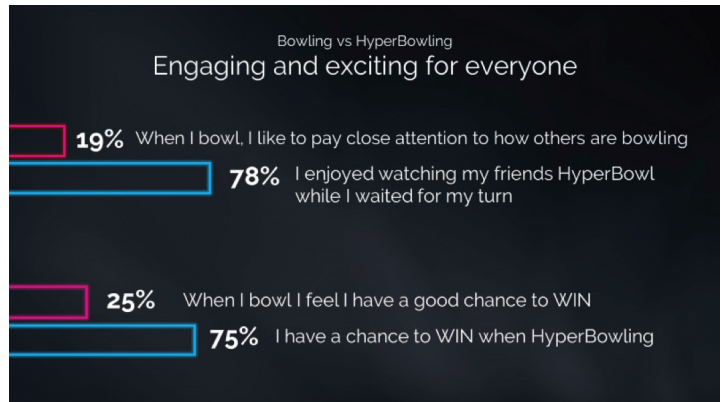 Bowling vs HyperBowling
Engaging and exciting for everyone
19% When I bowl, I like to pay close attention to how others are bowling
78% I enjoyed watching my friends HyperBowl
while I waited for my turn
25% When I bowl I feel I have a good chance to WIN
75% I have a chance to WIN when HyperBowling